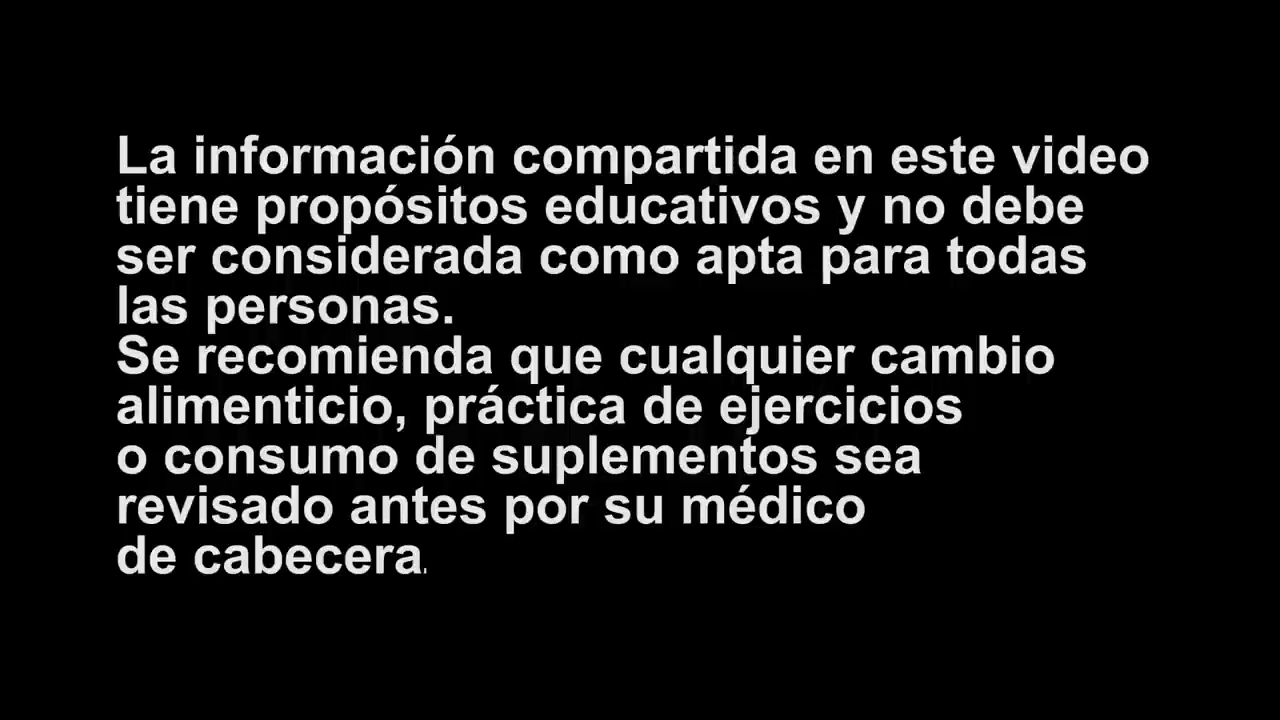 La información compartida en este video
tiene propósitos educativos y no debe
ser considerada como apta para todas
las personas.
Se recomienda que cualquier cambio
alimenticio, práctica de ejercicios
o consumo de suplementos sea
revisado antes por su médico
de cabecera.